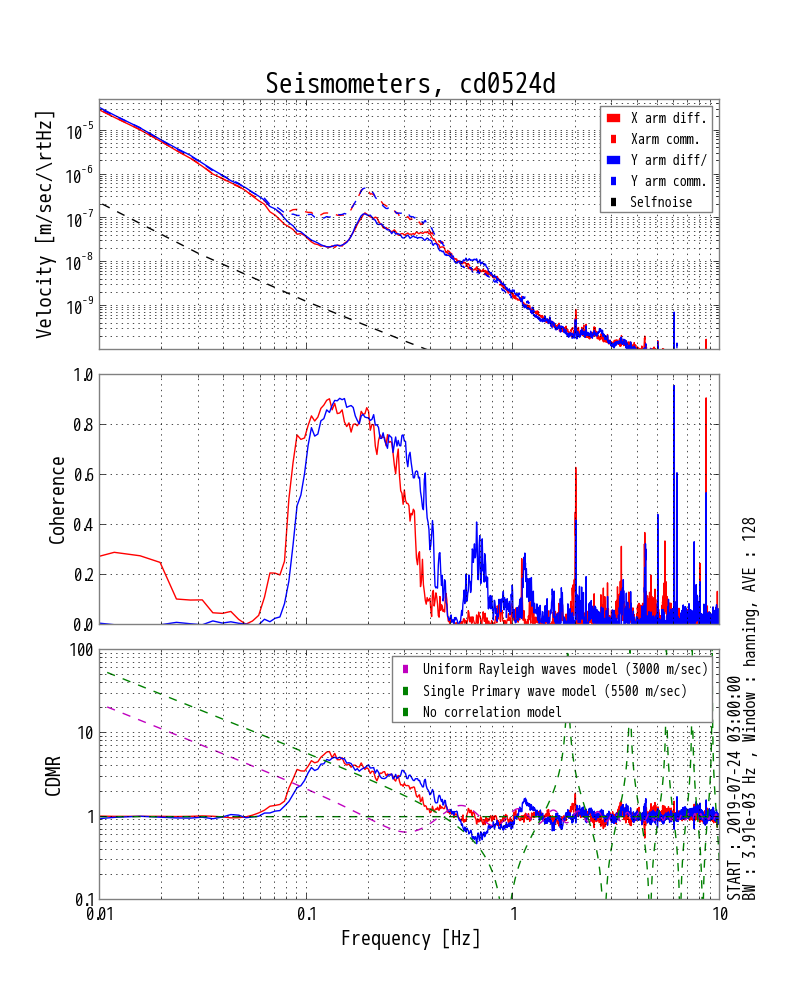 Seismometers, cd0524d
Velocity [m/sec/\rtHz]
10^-5
10^-6
10^-7
10^-8
10^-9
X arm diff.
Xarm comm.
Y arm diff/
Y arm comm.
Selfnoise
Coherence
1.0
0.8
0.6
0.4
0.2
0.0
CDMR
100
10
1
0.1
Uniform Rayleigh waves model (3000 m/sec)
Single Primary wave model (5500 m/sec)
No correlation model
0.01
0.1
1
10
Frequency [Hz]
START : 2019-07-24 03:00:00
BW : 3.91e-03 Hz , Window : hanning, AVE : 128